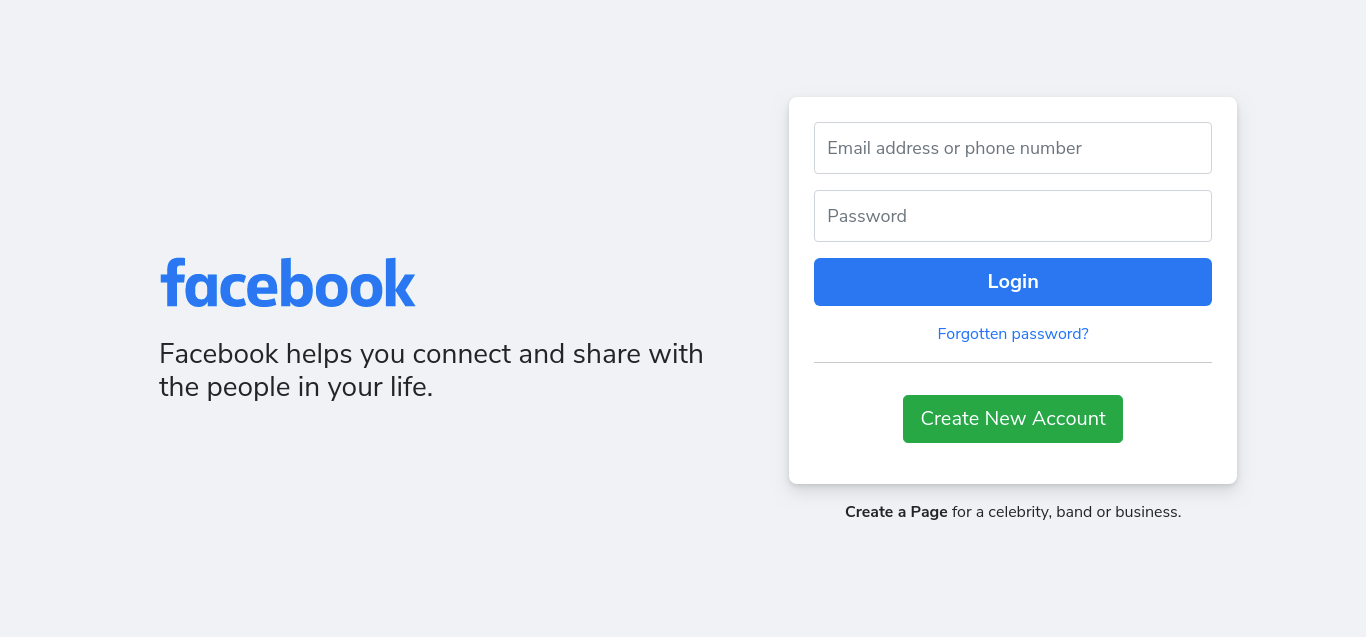 facebook
Facebook helps you connect and share with
the people in your life.
Email address or phone number
Password
Login
Forgotten password?
Create New Account
Create a Page for a celebrity, band or business.